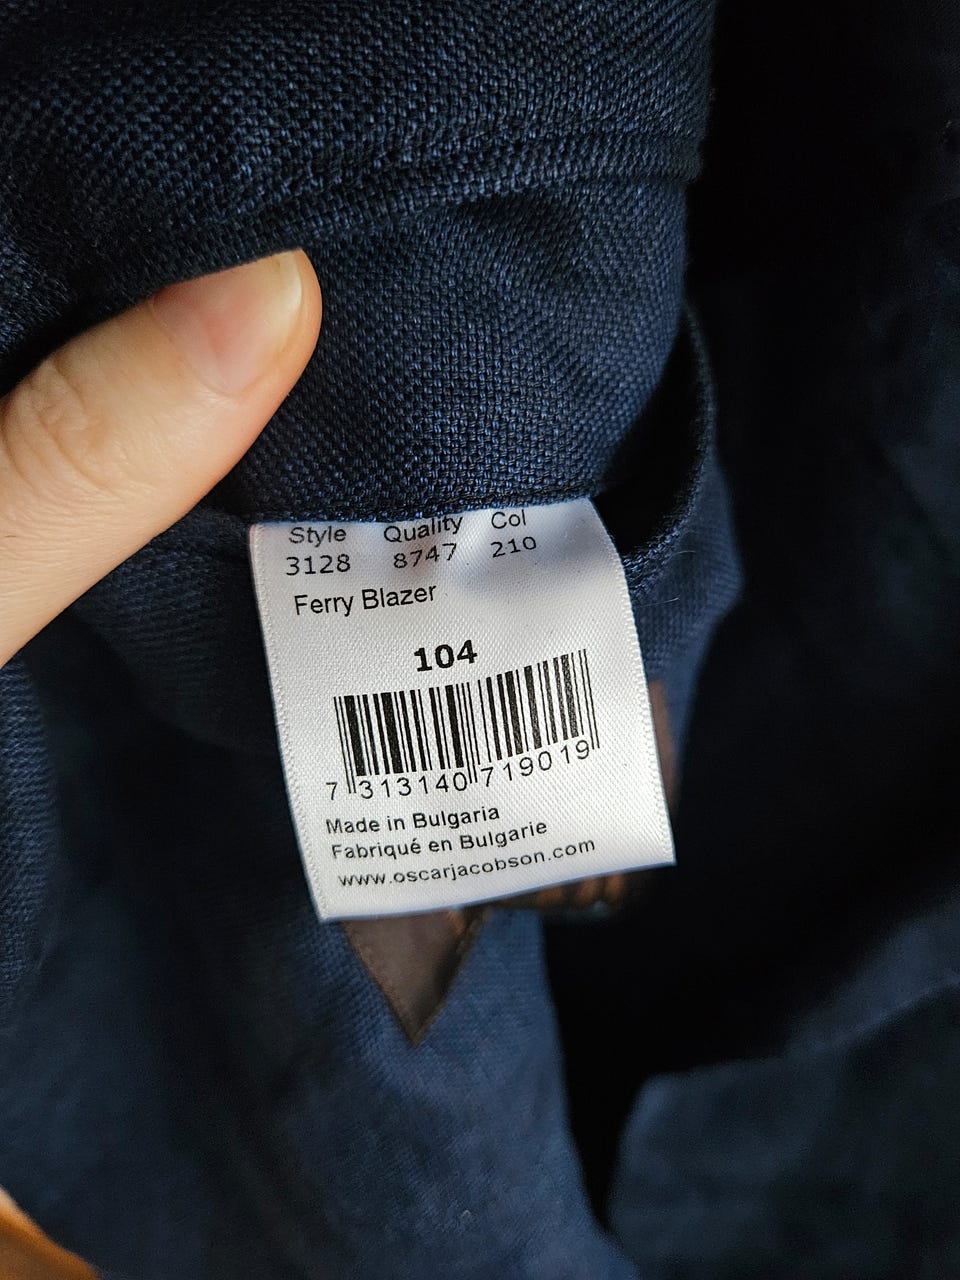 Style Quality Col
3128 8747 210
Ferry Blazer
104
7 313140 719019
Made in Bulgaria
Fabriqué en Bulgarie
www.oscarjacobson.com